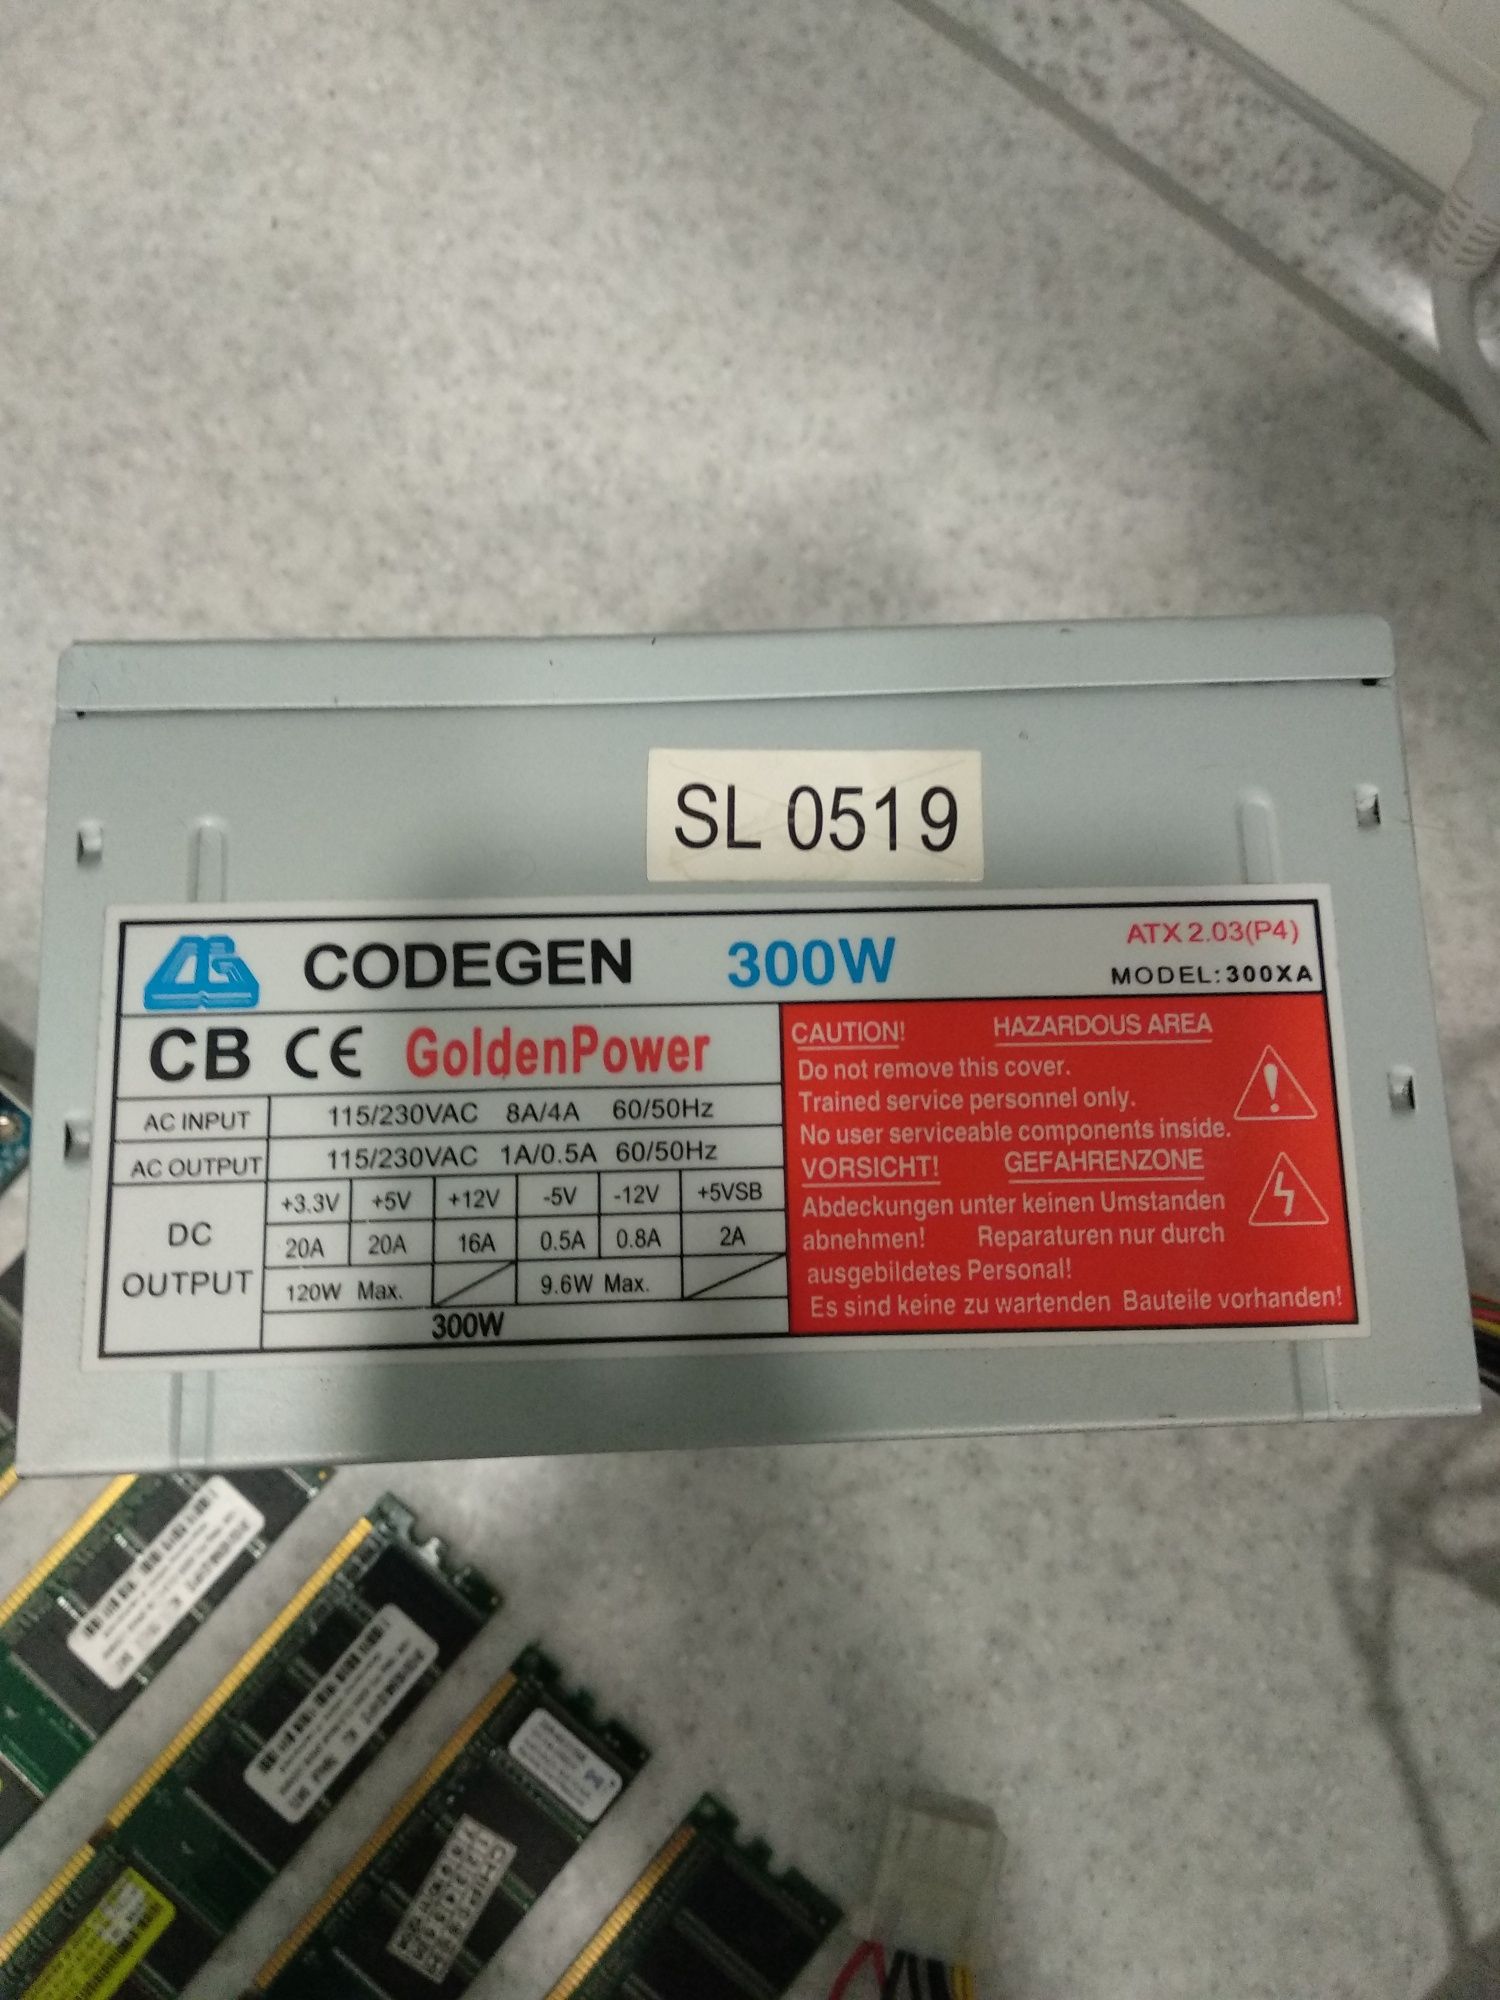 SL 0519
CODEGEN 300W ATX 2.03(P4)
MODEL:300XA
CB CE GoldenPower
AC INPUT 115/230VAC 8A/4A 60/50Hz
AC OUTPUT 115/230VAC 1A/0.5A 60/50Hz
DC OUTPUT
+3.3V +5V +12V -5V -12V +5VSB
20A 20A 16A 0.5A 0.8A 2A
120W Max. 9.6W Max.
300W
CAUTION! HAZARDOUS AREA
Do not remove this cover.
Trained service personnel only.
No user serviceable components inside.
VORSICHT! GEFAHRENZONE
Abdeckungen unter keinen Umstanden
abnehmen! Reparaturen nur durch
ausgebildetes Personal!
Es sind keine zu wartenden Bauteile vorhanden!